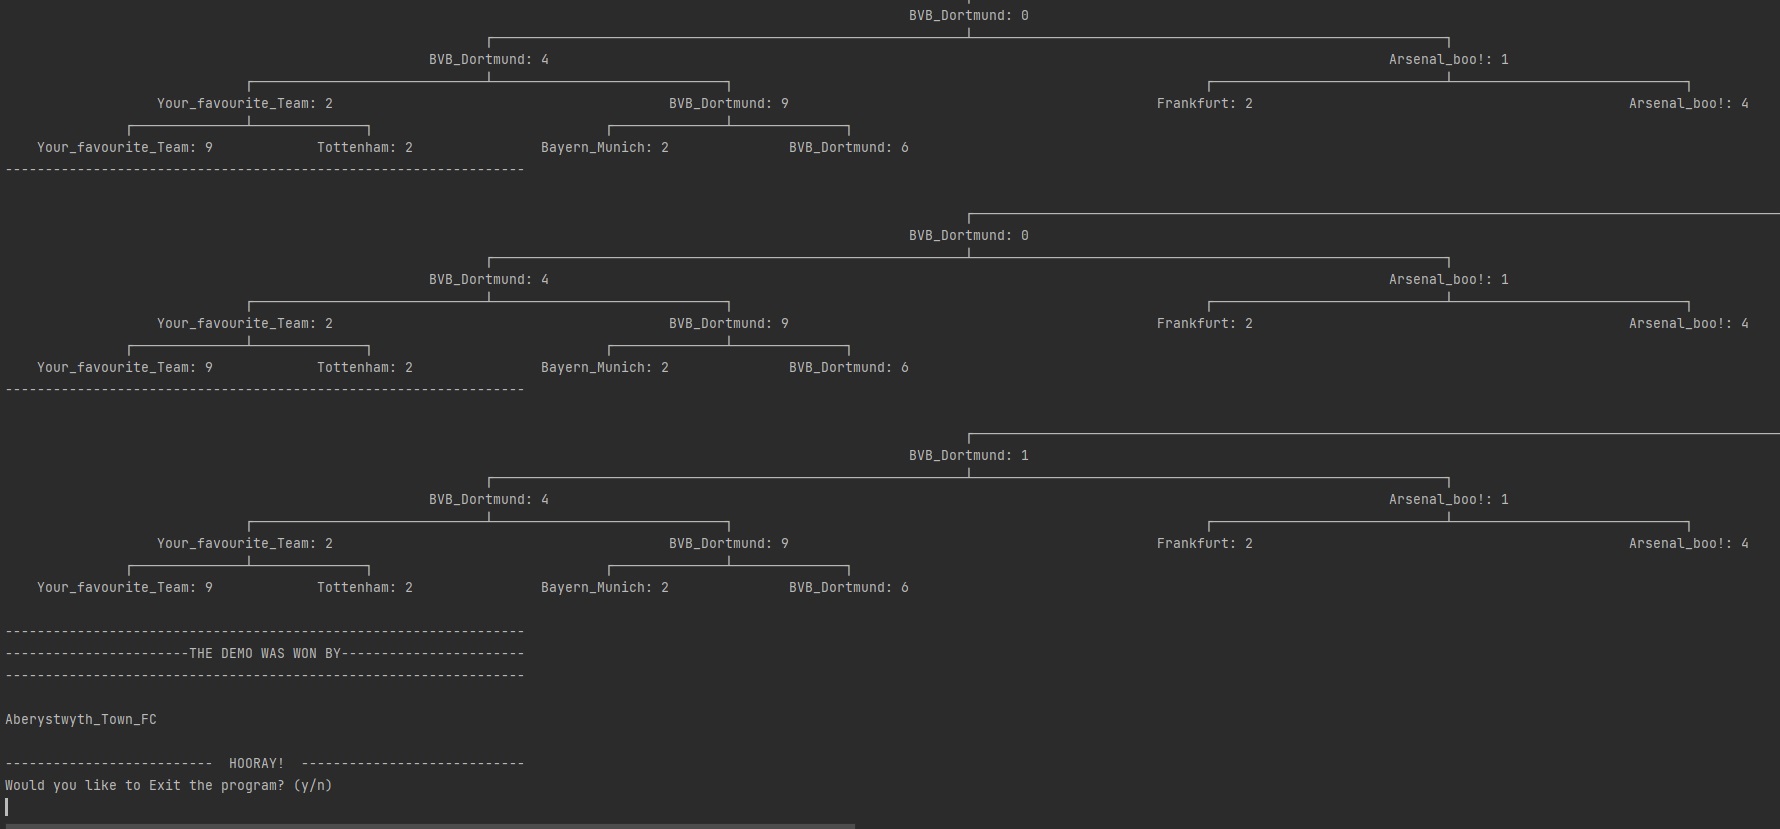 BVB_Dortmund: 0
BVB_Dortmund: 4 Arsenal_boo!: 1
Your_favourite_Team: 2 BVB_Dortmund: 9 Frankfurt: 2 Arsenal_boo!: 4
Your_favourite_Team: 9 Tottenham: 2 Bayern_Munich: 2 BVB_Dortmund: 6
-----------------------------------------------------------------
BVB_Dortmund: 0
BVB_Dortmund: 4 Arsenal_boo!: 1
Your_favourite_Team: 2 BVB_Dortmund: 9 Frankfurt: 2 Arsenal_boo!: 4
Your_favourite_Team: 9 Tottenham: 2 Bayern_Munich: 2 BVB_Dortmund: 6
-----------------------------------------------------------------
BVB_Dortmund: 1
BVB_Dortmund: 4 Arsenal_boo!: 1
Your_favourite_Team: 2 BVB_Dortmund: 9 Frankfurt: 2 Arsenal_boo!: 4
Your_favourite_Team: 9 Tottenham: 2 Bayern_Munich: 2 BVB_Dortmund: 6
-----------------------------------------------------------------
-----------------------THE DEMO WAS WON BY-----------------------
-----------------------------------------------------------------
Aberystwyth_Town_FC
--------------------------  HOORAY!  ----------------------------
Would you like to Exit the program? (y/n)